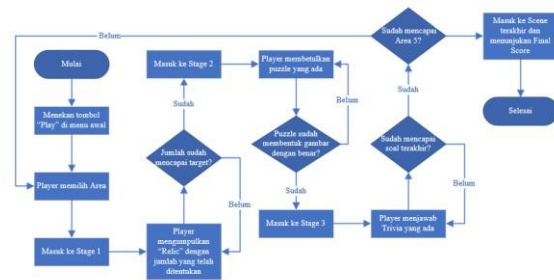 Mulai
Menekan tombol
"Play" di menu awal
Player memilih Area
Masuk ke Stage 1
Player
mengumpulkan
"Relic" dengan
jumlah yang telah
ditentukan
Belum
Jumlah sudah
mencapai target?
Sudah
Masuk ke Stage 2
Player membetulkan
puzzle yang ada
Belum
Puzzle sudah
membentuk gambar
dengan benar?
Sudah
Masuk ke Stage 3
Player menjawab
Trivia yang ada
Belum
Sudah mencapai
soal terakhir?
Sudah
Sudah mencapai
Area 5?
Belum
Masuk ke Scene
terakhir dan
menunjukan Final
Score
Selesai